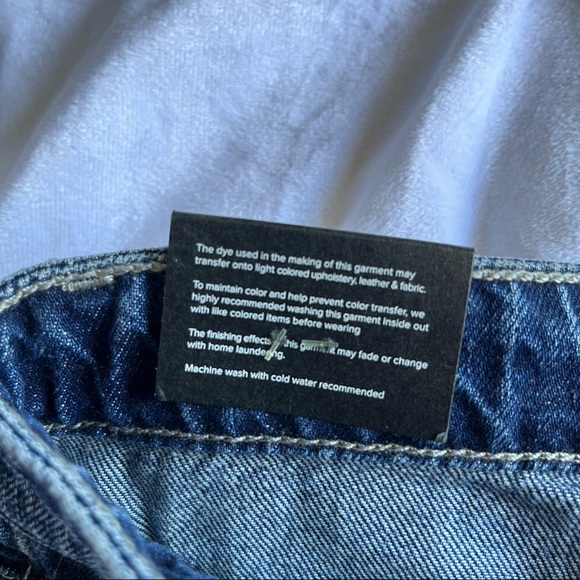 The dye used in the making of this garment may
transfer onto light colored upholstery, leather & fabric.
To maintain color and help prevent color transfer, we
highly recommended washing this garment inside out
with like colored items before wearing
The finishing effects this garment may fade or change
with home laundering.
Machine wash with cold water recommended